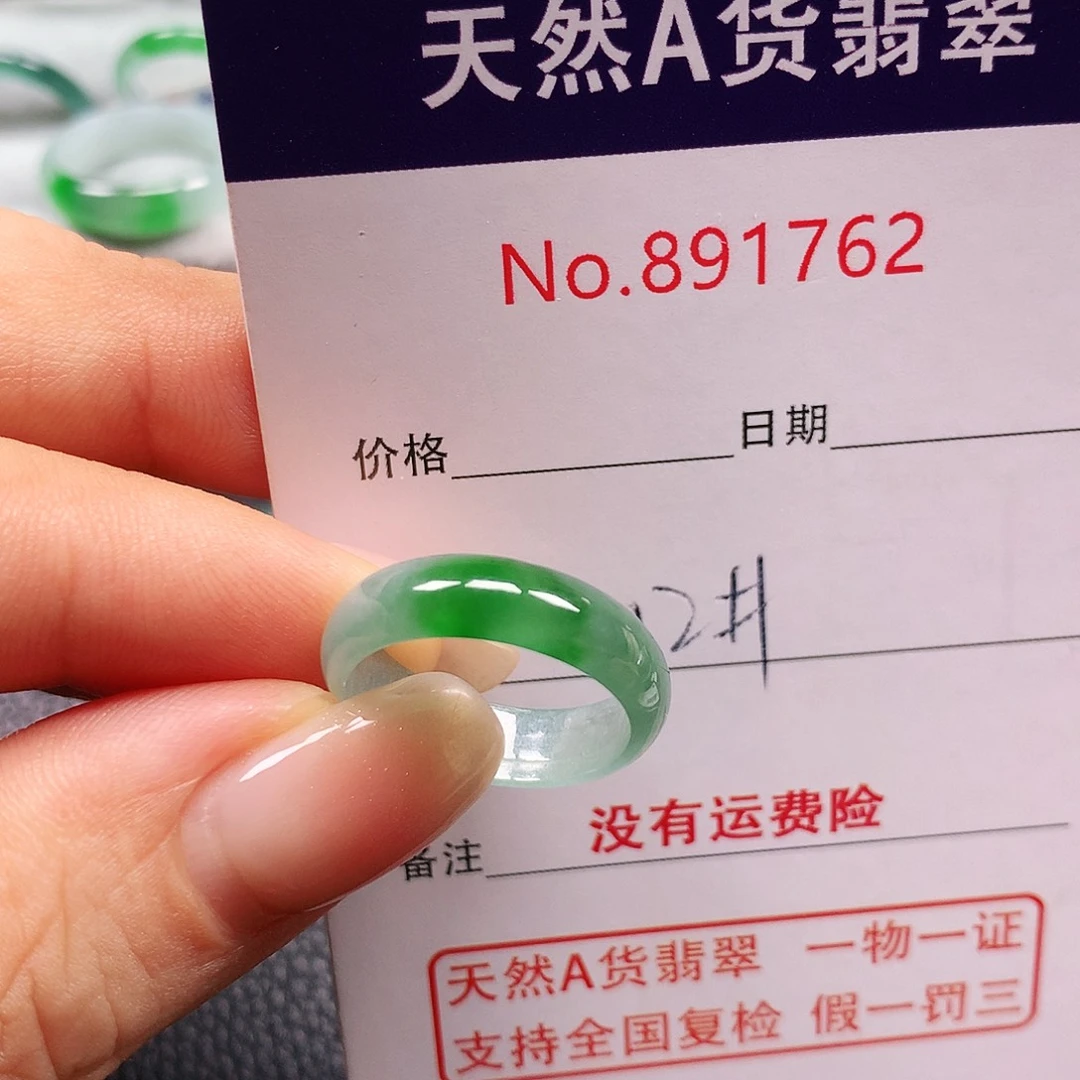 天然A货翡翠
No.891762
价格 日期
12#
备注 没有运费险
天然A货翡翠 一物一证
支持全国复检 假一罚三